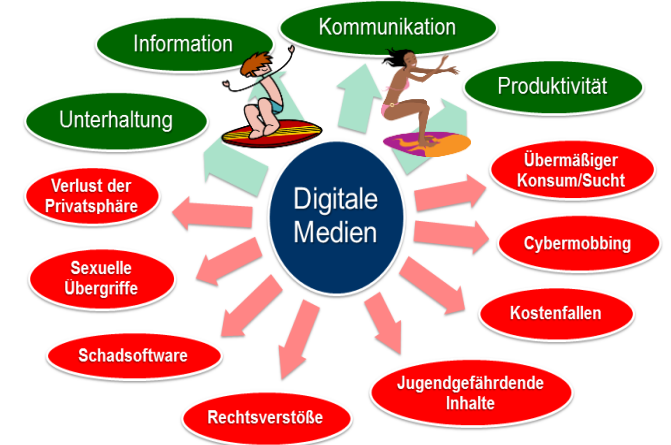 Information
Kommunikation
Unterhaltung
Produktivität
Verlust der
Privatsphäre
Digitale
Medien
Übermäßiger
Konsum/Sucht
Sexuelle
Übergriffe
Cybermobbing
Schadsoftware
Kostenfallen
Rechtsverstöße
Jugendgefährdende
Inhalte